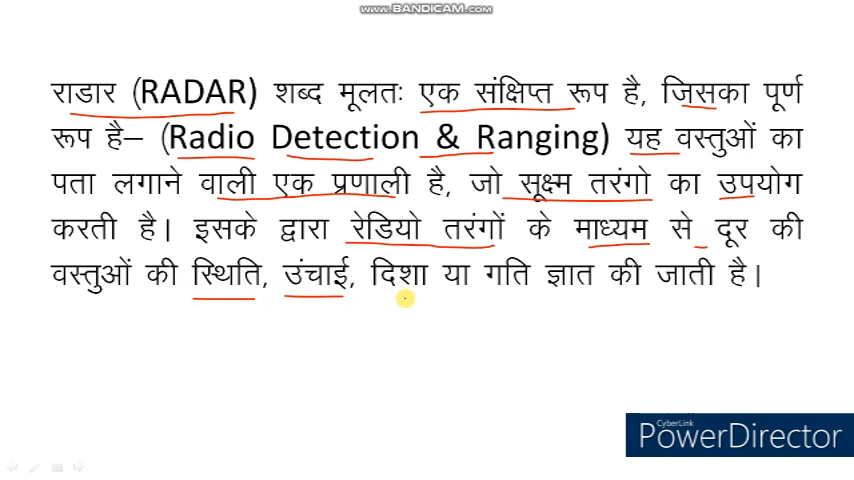 www.BANDICAM.com
राडार (RADAR) शब्द मूलतः एक संक्षिप्त रूप है, जिसका पूर्ण
रूप है– (Radio Detection & Ranging) यह वस्तुओं का
पता लगाने वाली एक प्रणाली है, जो सूक्ष्म तरंगो का उपयोग
करती है। इसके द्वारा रेडियो तरंगों के माध्यम से दूर की
वस्तुओं की स्थिति, उंचाई, दिशा या गति ज्ञात की जाती है।
CyberLink
PowerDirector